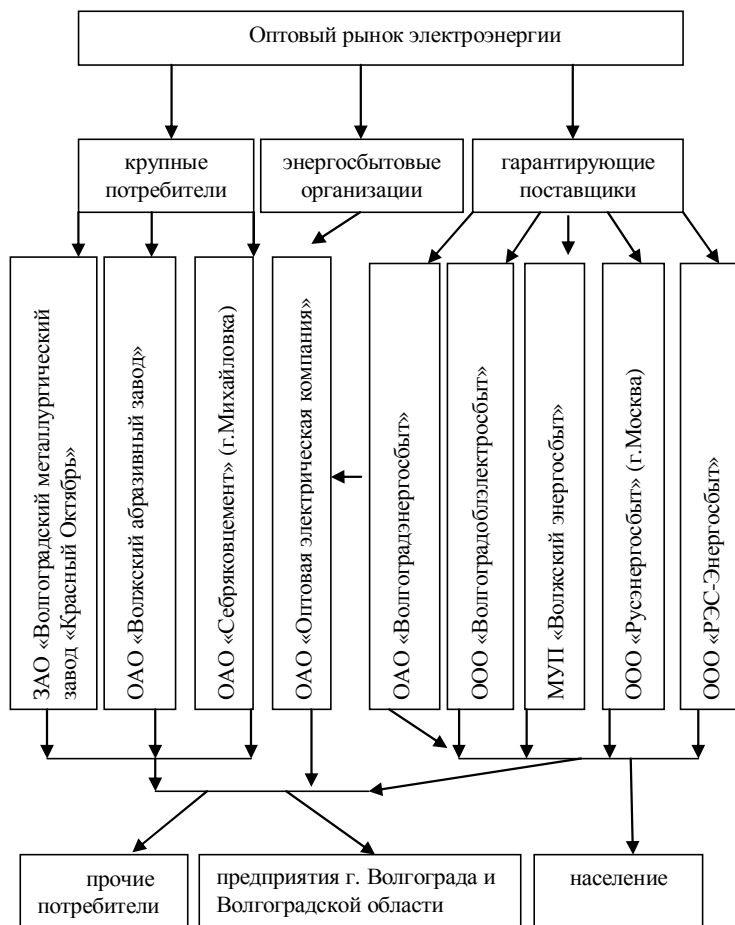 Оптовый рынок электроэнергии
крупные
потребители
энергосбытовые
организации
гарантирующие
поставщики
ЗАО «Волгоградский металлургический
завод «Красный Октябрь»
ОАО «Волжский абразивный завод»
ОАО «Себряковцемент» (г.Михайловка)
ОАО «Оптовая электрическая компания»
ОАО «Волгоградэнергосбыт»
ООО «Волгоградоблэлектросбыт»
МУП «Волжский энергосбыт»
ООО «Русэнергосбыт» (г.Москва)
ООО «РЭС-Энергосбыт»
прочие
потребители
предприятия г. Волгограда и
Волгоградской области
население